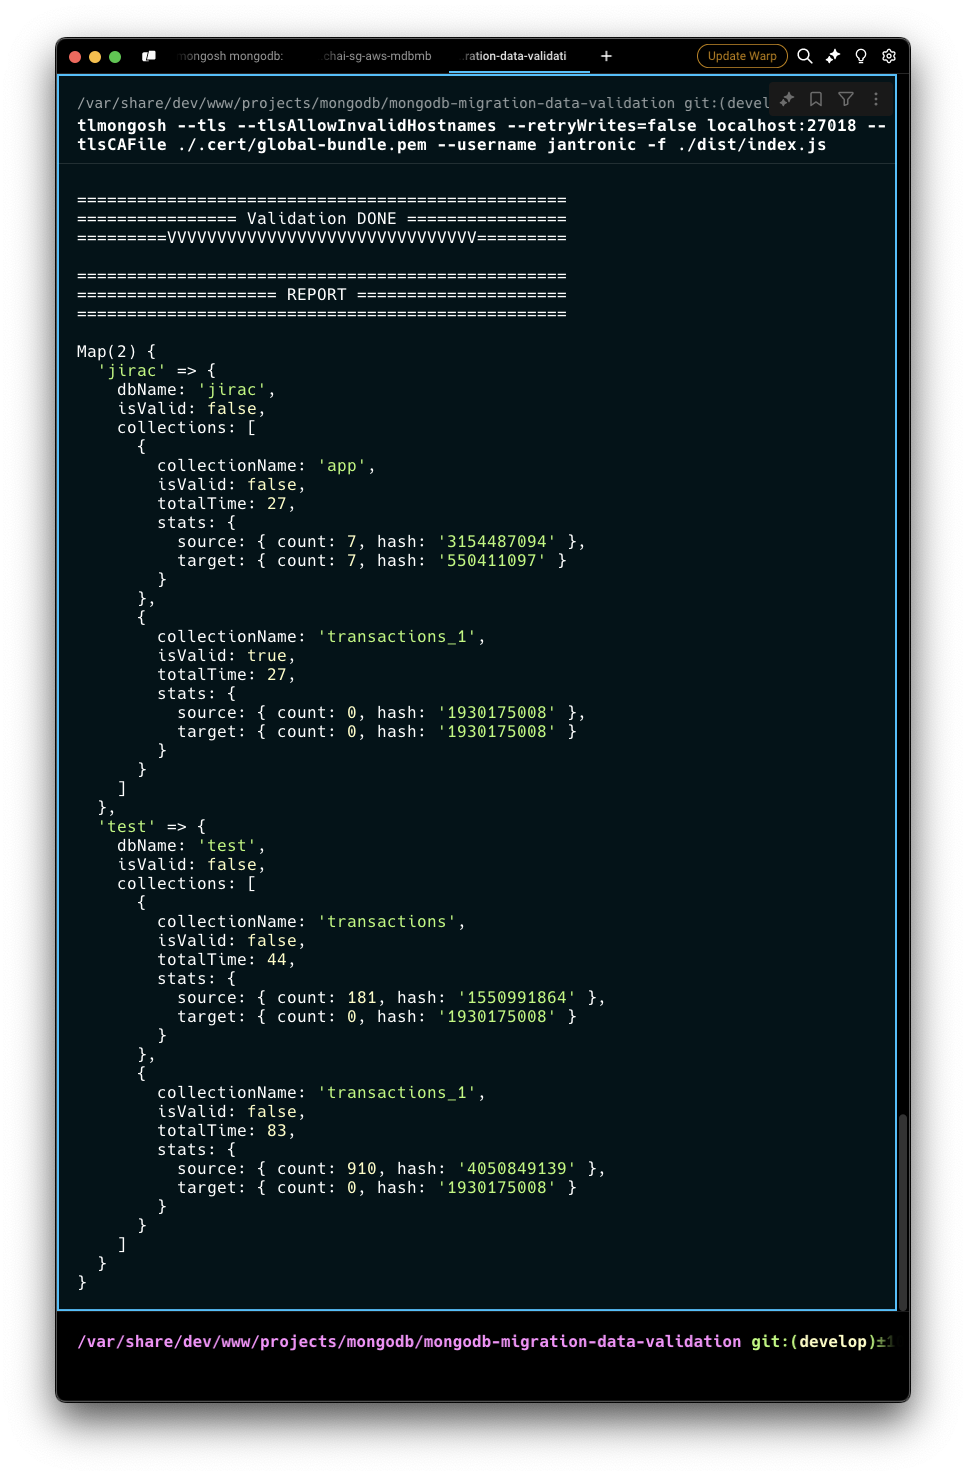 mongosh mongodb:
chai-sg-aws-mdbmb
.ration-data-validati
+
Update Warp
/var/share/dev/www/projects/mongodb/mongodb-migration-data-validation git:(devel
tlmongosh --tls --tlsAllowInvalidHostnames --retryWrites=false localhost:27018 --
tlsCAFile ./.cert/global-bundle.pem --username jantronic -f ./dist/index.js
=================================================
================ Validation DONE ================
=========VVVVVVVVVVVVVVVVVVVVVVVVVVVVVVV=========
=================================================
==================== REPORT =====================
=================================================
Map(2) {
  'jirac' => {
    dbName: 'jirac',
    isValid: false,
    collections: [
      {
        collectionName: 'app',
        isValid: false,
        totalTime: 27,
        stats: {
          source: { count: 7, hash: '3154487094' },
          target: { count: 7, hash: '550411097' }
        }
      },
      {
        collectionName: 'transactions_1',
        isValid: true,
        totalTime: 27,
        stats: {
          source: { count: 0, hash: '1930175008' },
          target: { count: 0, hash: '1930175008' }
        }
      }
    ]
  },
  'test' => {
    dbName: 'test',
    isValid: false,
    collections: [
      {
        collectionName: 'transactions',
        isValid: false,
        totalTime: 44,
        stats: {
          source: { count: 181, hash: '1550991864' },
          target: { count: 0, hash: '1930175008' }
        }
      },
      {
        collectionName: 'transactions_1',
        isValid: false,
        totalTime: 83,
        stats: {
          source: { count: 910, hash: '4050849139' },
          target: { count: 0, hash: '1930175008' }
        }
      }
    ]
  }
}
/var/share/dev/www/projects/mongodb/mongodb-migration-data-validation git:(develop)±1